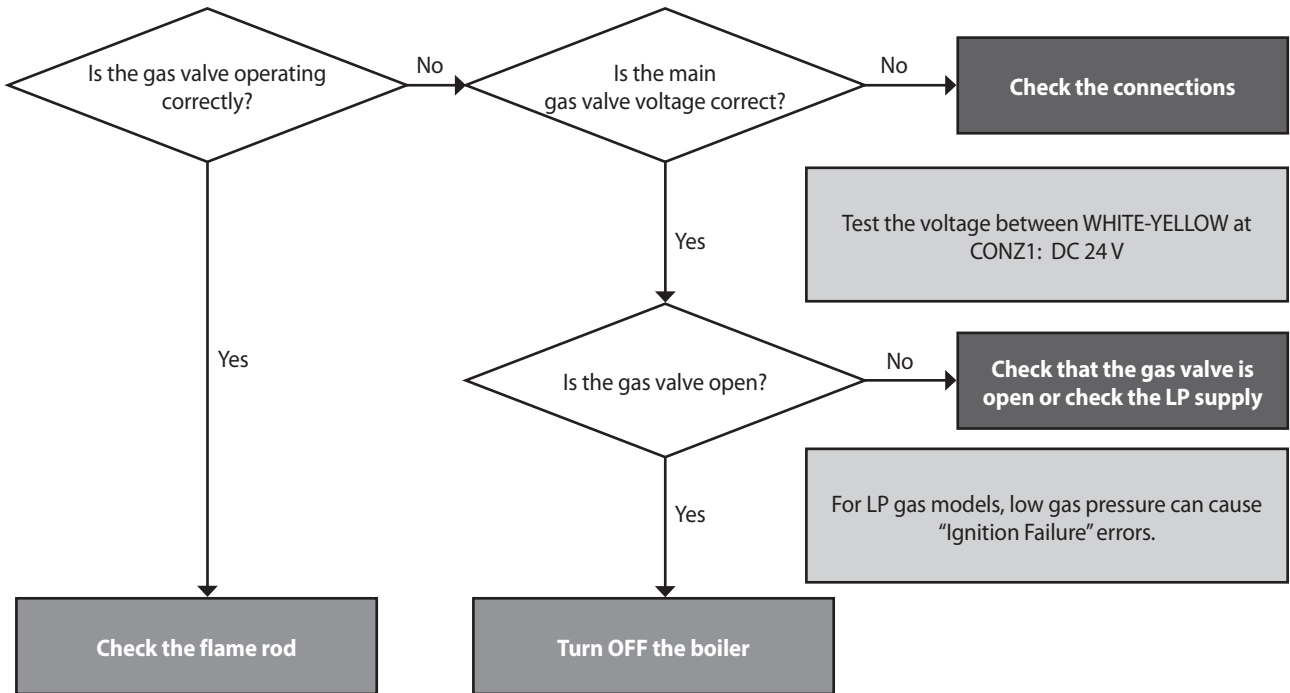 Is the gas valve operating
correctly?
No
Is the main
gas valve voltage correct?
No
Check the connections
Test the voltage between WHITE-YELLOW at
CONZ1: DC 24 V
Yes
Yes
Is the gas valve open?
No
Check that the gas valve is
open or check the LP supply
For LP gas models, low gas pressure can cause
“Ignition Failure” errors.
Yes
Check the flame rod
Turn OFF the boiler